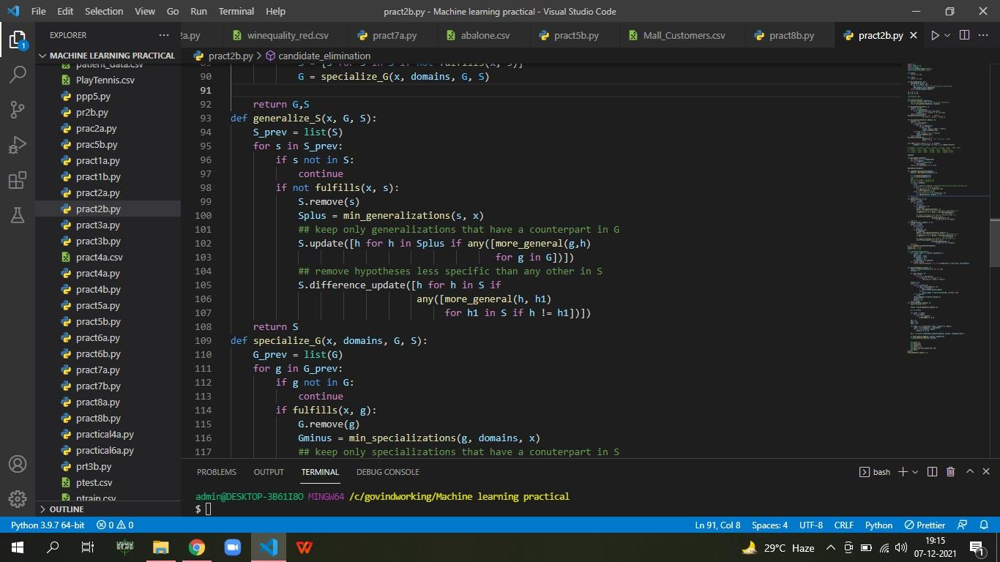 File Edit Selection View Go Run Terminal Help pract2b.py - Machine learning practical - Visual Studio Code
EXPLORER
2a.py winequality_red.csv pract7a.py abalone.csv pract5b.py Mall_Customers.csv pract8b.py pract2b.py
MACHINE LEARNING PRACTICAL
patient_data.csv
PlayTennis.csv
ppp5.py
pr2b.py
prac2a.py
prac5b.py
pract1a.py
pract1b.py
pract2a.py
pract2b.py
pract3a.py
pract3b.py
pract4a.csv
pract4a.py
pract4b.py
pract5a.py
pract5b.py
pract6a.py
pract6b.py
pract7a.py
pract7b.py
pract8a.py
pract8b.py
practical4a.py
practical6a.py
prt3b.py
ptest.csv
ptrain.csv
OUTLINE
pract2b.py > candidate_elimination
89 S = {s for s in S if not fulfills(x, s)}
90 G = specialize_G(x, domains, G, S)
91
92 return G,S
93 def generalize_S(x, G, S):
94 S_prev = list(S)
95 for s in S_prev:
96 if s not in S:
97 continue
98 if not fulfills(x, s):
99 S.remove(s)
100 Splus = min_generalizations(s, x)
101 ## keep only generalizations that have a counterpart in G
102 S.update([h for h in Splus if any([more_general(g,h)
103 for g in G])])
104 ## remove hypotheses less specific than any other in S
105 S.difference_update([h for h in S if
106 any([more_general(h, h1)
107 for h1 in S if h != h1])])
108 return S
109 def specialize_G(x, domains, G, S):
110 G_prev = list(G)
111 for g in G_prev:
112 if g not in G:
113 continue
114 if fulfills(x, g):
115 G.remove(g)
116 Gminus = min_specializations(g, domains, x)
117 ## keep only specializations that have a conuterpart in S
PROBLEMS OUTPUT TERMINAL DEBUG CONSOLE bash
admin@DESKTOP-3B61I8O MINGW64 /c/govindworking/Machine learning practical
$
Python 3.9.7 64-bit 0 0 Ln 91, Col 8 Spaces: 4 UTF-8 CRLF Python Prettier
29°C Haze 19:15
07-12-2021
1
1